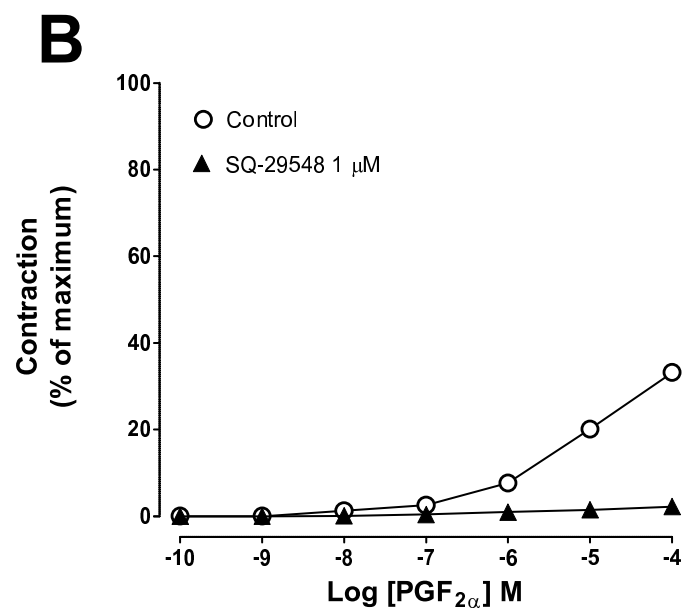 B
100
80
60
40
20
0
Contraction
(% of maximum)
Control
SQ-29548 1 μM
-10 -9 -8 -7 -6 -5 -4
Log [PGF2α] M